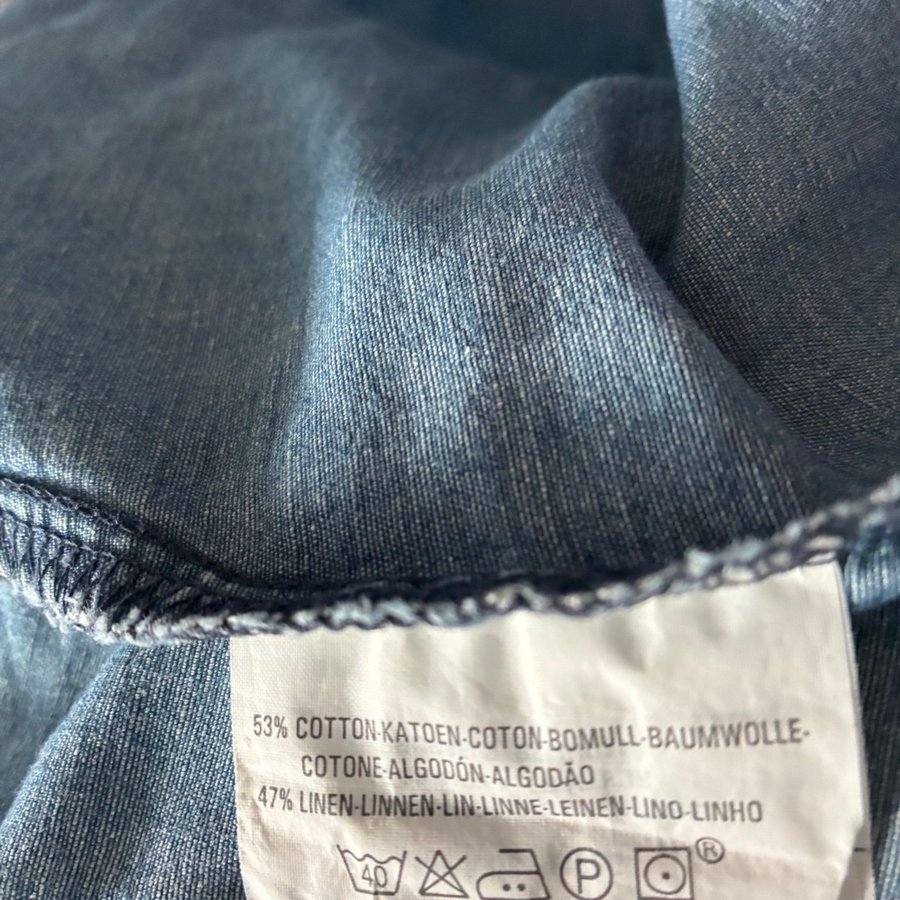 53% COTTON-KATOEN-COTON-BOMULL-BAUMWOLLE-
COTONE-ALGODÓN-ALGODÃO
47% LINEN-LINNEN-LIN-LINNE-LEINEN-LINO-LINHO
40 P ®